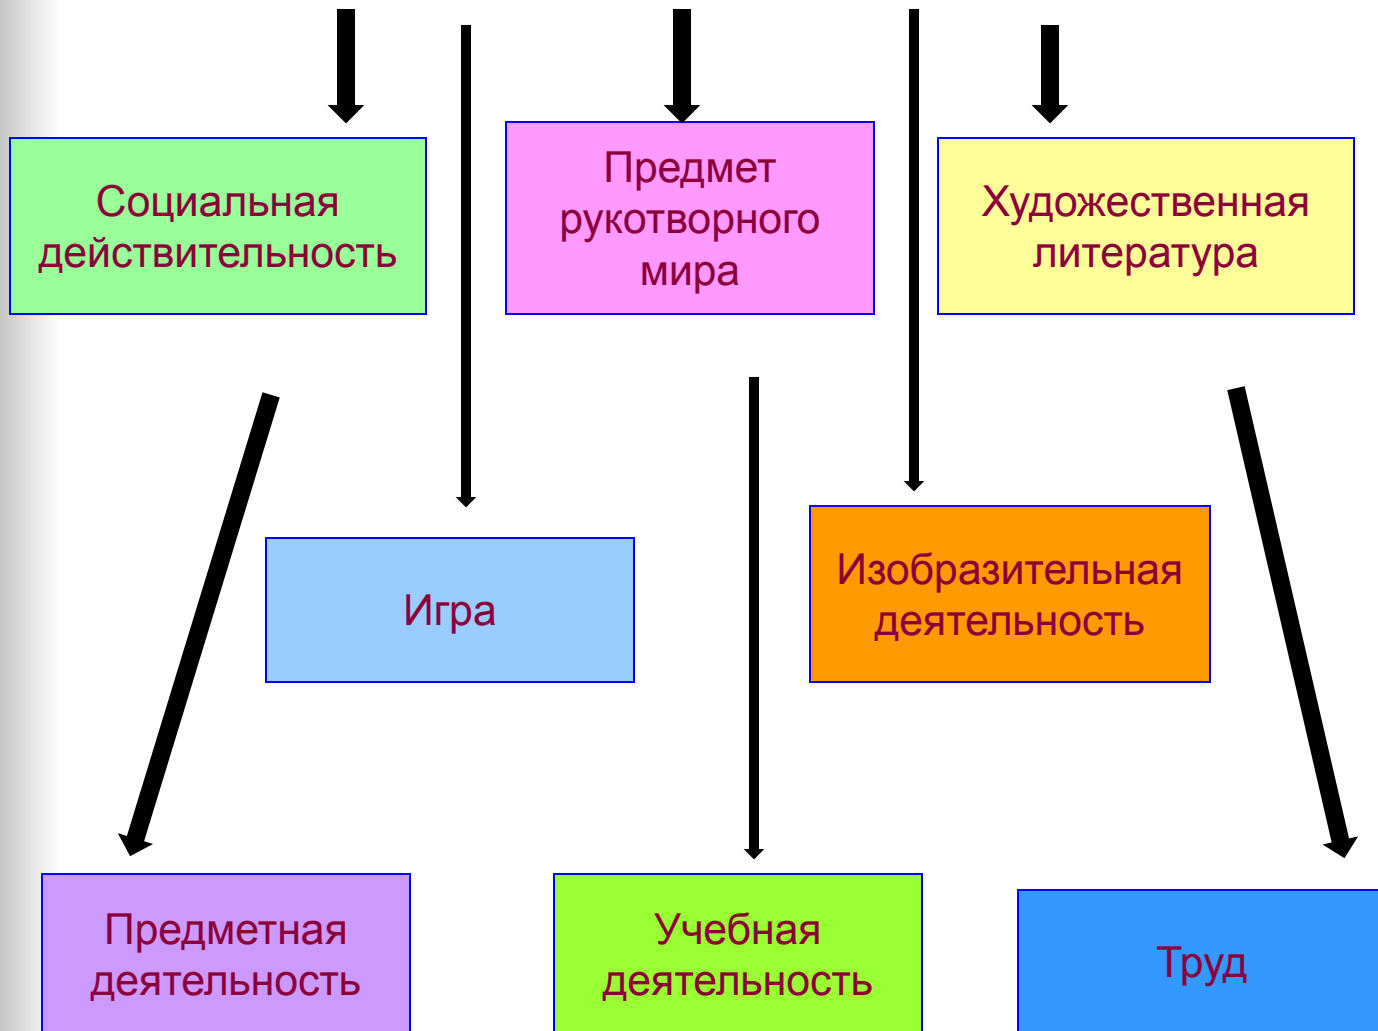 Социальная
действительность
Предмет
рукотворного
мира
Художественная
литература
Игра
Изобразительная
деятельность
Предметная
деятельность
Учебная
деятельность
Труд